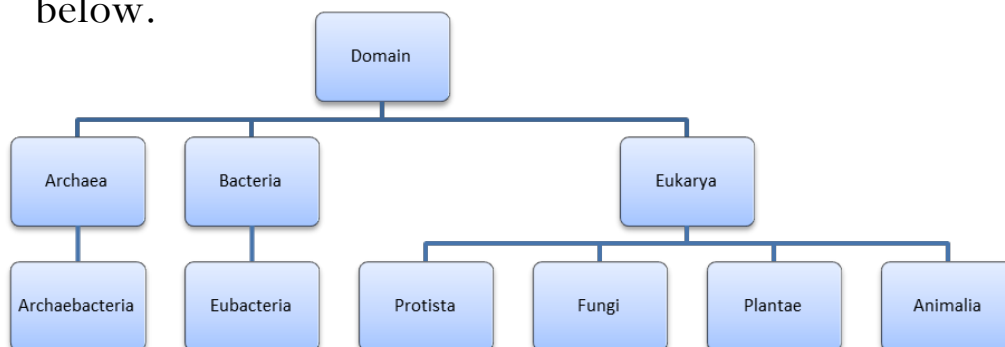 below.
Domain
Archaea
Bacteria
Eukarya
Archaebacteria
Eubacteria
Protista
Fungi
Plantae
Animalia